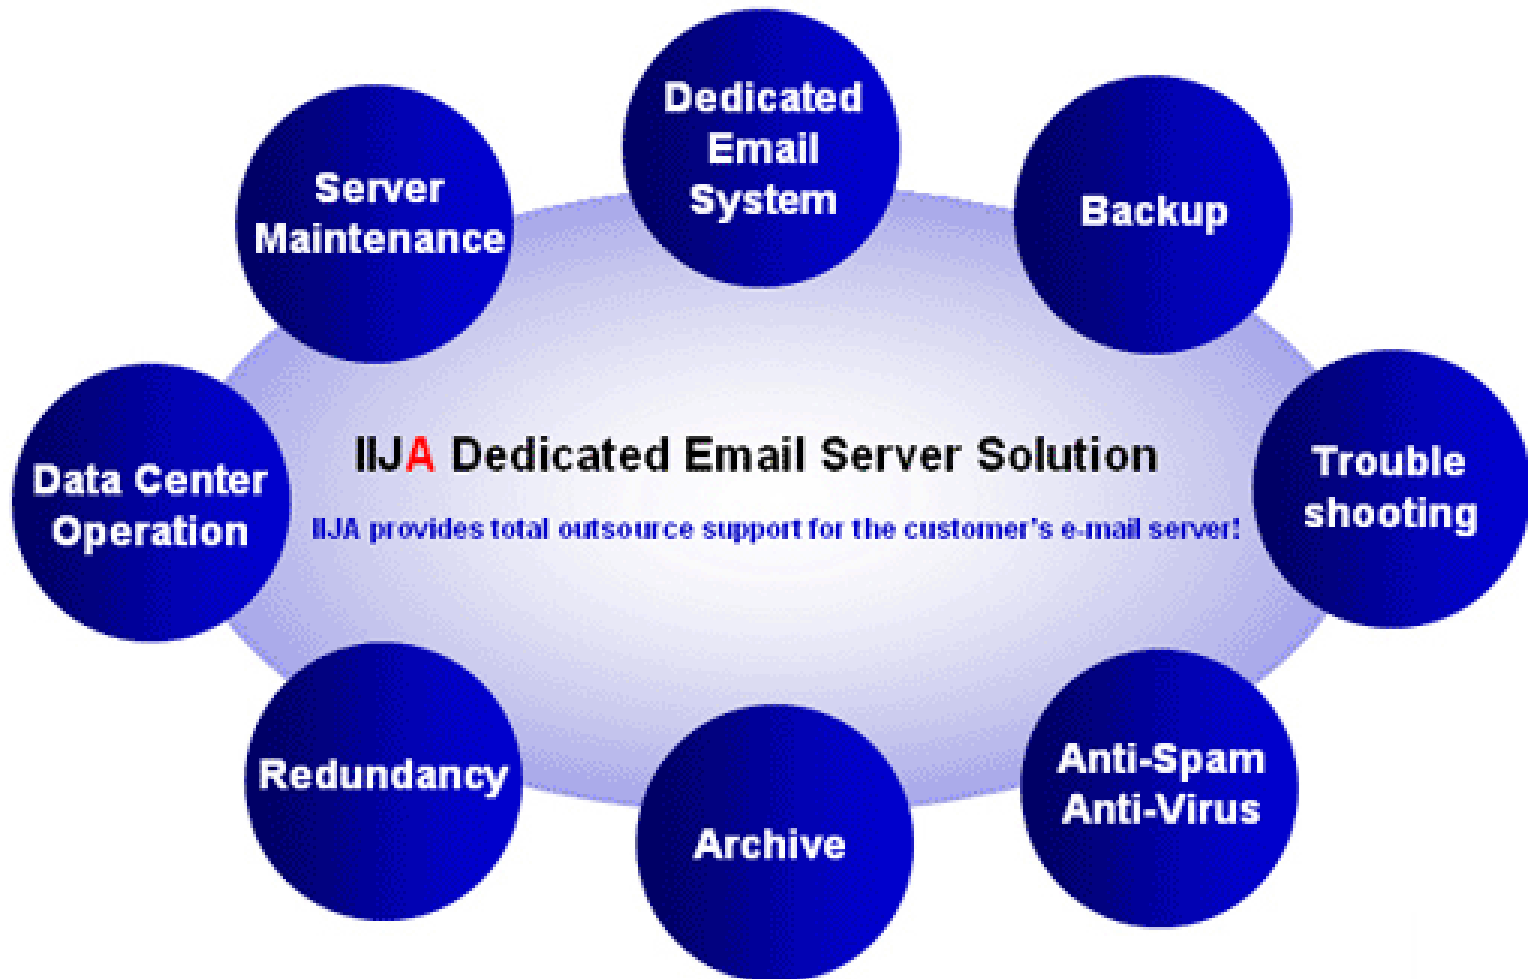 Dedicated
Email
System
Server
Maintenance
Backup
Data Center
Operation
IIJA Dedicated Email Server Solution
IIJA provides total outsource support for the customer's e-mail server!
Trouble
shooting
Redundancy
Archive
Anti-Spam
Anti-Virus